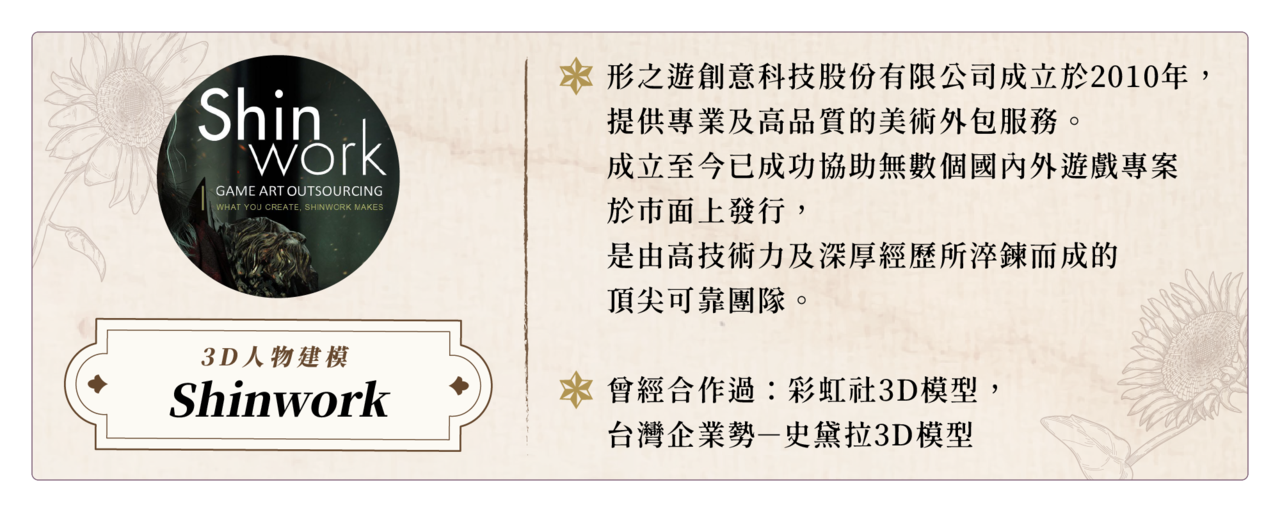 Shin
work
GAME ART OUTSOURCING
WHAT YOU CREATE, SHINWORK MAKES
3D人物建模
Shinwork
形之遊創意科技股份有限公司成立於2010年，
提供專業及高品質的美術外包服務。
成立至今已成功協助無數個國內外遊戲專案
於市面上發行，
是由高技術力及深厚經歷所淬鍊而成的
頂尖可靠團隊。
曾經合作過：彩虹社3D模型，
台灣企業勢—史黛拉3D模型